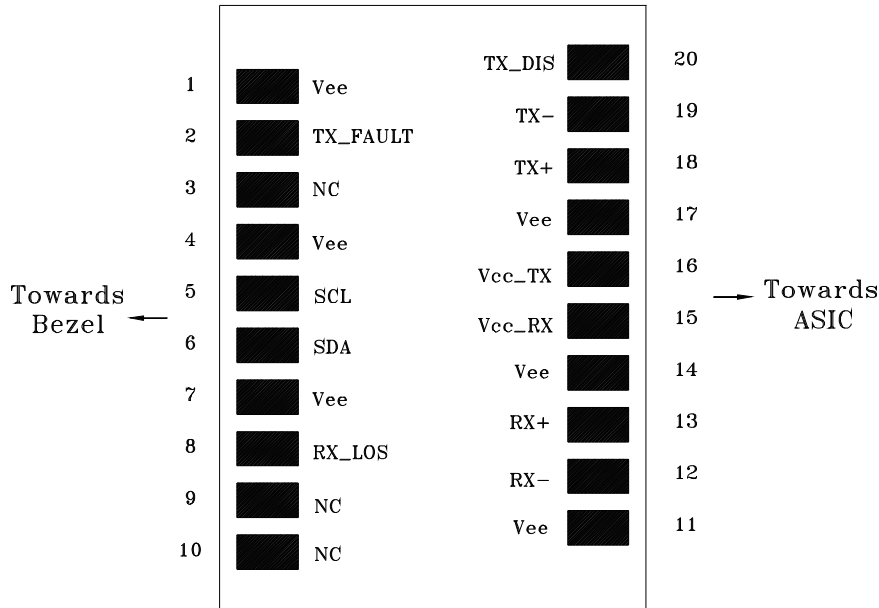 1 Vee
2 TX_FAULT
3 NC
4 Vee
5 SCL
6 SDA
7 Vee
8 RX_LOS
9 NC
10 NC
TX_DIS 20
TX- 19
TX+ 18
Vee 17
Vcc_TX 16
Vcc_RX 15
Vee 14
RX+ 13
RX- 12
Vee 11
Towards
Bezel
Towards
ASIC